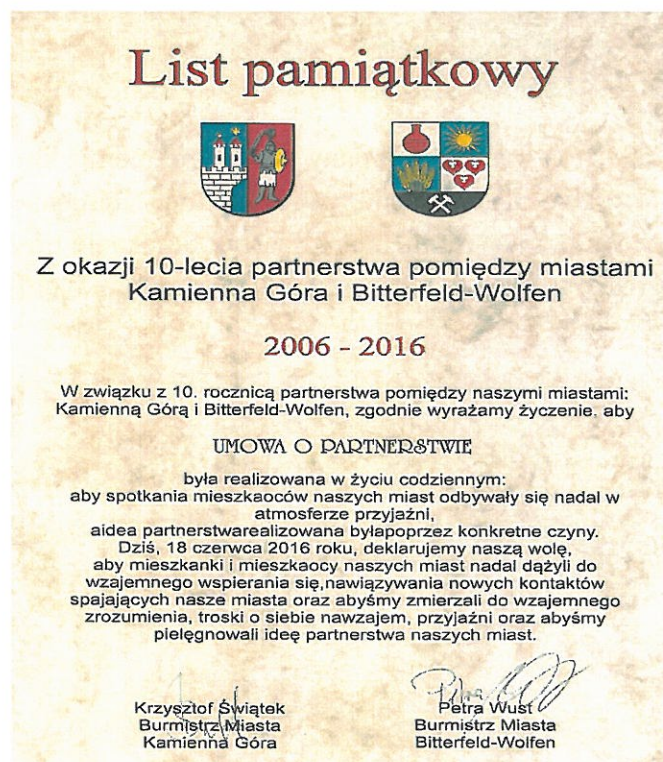 List pamiątkowy
Z okazji 10-lecia partnerstwa pomiędzy miastami
Kamienna Góra i Bitterfeld-Wolfen
2006 - 2016
W związku z 10. rocznicą partnerstwa pomiędzy naszymi miastami:
Kamienną Górą i Bitterfeld-Wolfen, zgodnie wyrażamy życzenie. aby
UMOWA O PARTNERSTWIE
była realizowana w życiu codziennym:
aby spotkania mieszkaoców naszych miast odbywały się nadal w
atmosferze przyjaźni,
aidea partnerstwarealizowana byłapoprzez konkretne czyny.
Dziś, 18 czerwca 2016 roku, deklarujemy naszą wolę,
aby mieszkanki i mieszkaocy naszych miast nadal dążyli do
wzajemnego wspierania się,nawiązywania nowych kontaktów
spajających nasze miasta oraz abyśmy zmierzali do wzajemnego
zrozumienia, troski o siebie nawzajem, przyjaźni oraz abyśmy
pielęgnowali ideę partnerstwa naszych miast.
Krzysztof Świątek
Burmistrz Miasta
Kamienna Góra
Petra Wust
Burmistrz Miasta
Bitterfeld-Wolfen